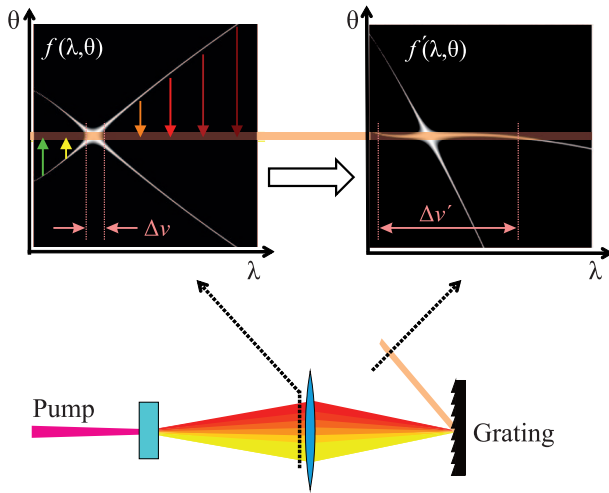 θ
f(λ,θ)
Δν
λ
θ
f´(λ,θ)
Δν´
λ
Pump
Grating